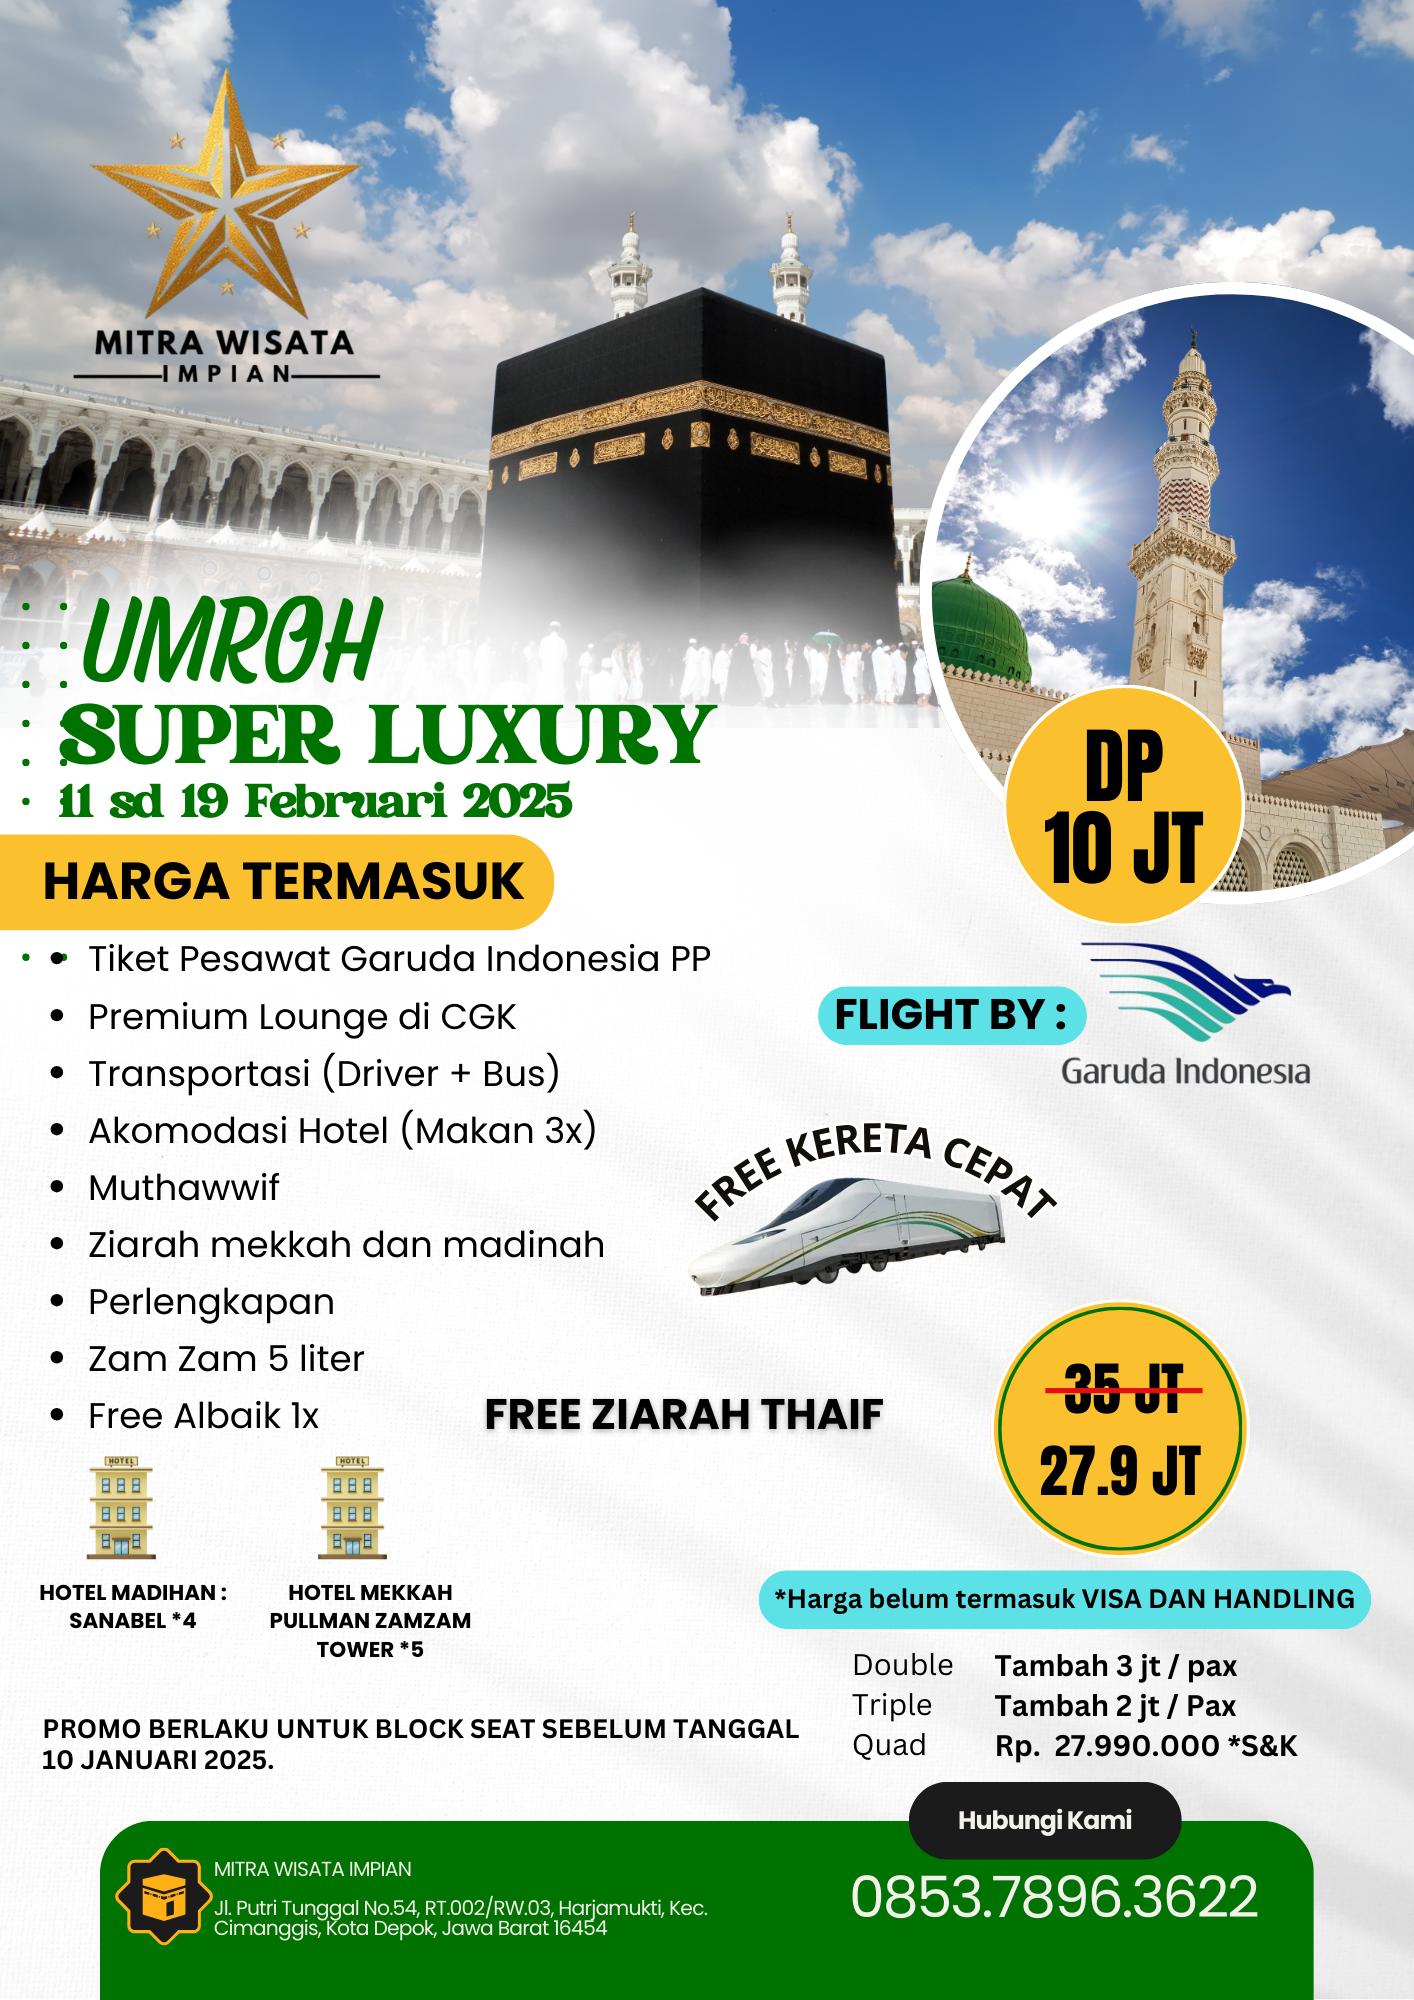 MITRA WISATA
IMPIAN
UMROH
SUPER LUXURY
11 sd 19 Februari 2025
DP
10 JT
HARGA TERMASUK
• Tiket Pesawat Garuda Indonesia PP
• Premium Lounge di CGK
• Transportasi (Driver + Bus)
• Akomodasi Hotel (Makan 3x)
• Muthawwif
• Ziarah mekkah dan madinah
• Perlengkapan
• Zam Zam 5 liter
• Free Albaik 1x
FLIGHT BY :
Garuda Indonesia
FREE KERETA CEPAT
FREE ZIARAH THAIF
35 JT
27.9 JT
HOTEL
HOTEL MADIHAN :
SANABEL *4
HOTEL
HOTEL MEKKAH
PULLMAN ZAMZAM
TOWER *5
*Harga belum termasuk VISA DAN HANDLING
Double Tambah 3 jt / pax
Triple Tambah 2 jt / Pax
Quad Rp. 27.990.000 *S&K
PROMO BERLAKU UNTUK BLOCK SEAT SEBELUM TANGGAL
10 JANUARI 2025.
Hubungi Kami
0853.7896.3622
MITRA WISATA IMPIAN
Jl. Putri Tunggal No.54, RT.002/RW.03, Harjamukti, Kec.
Cimanggis, Kota Depok, Jawa Barat 16454